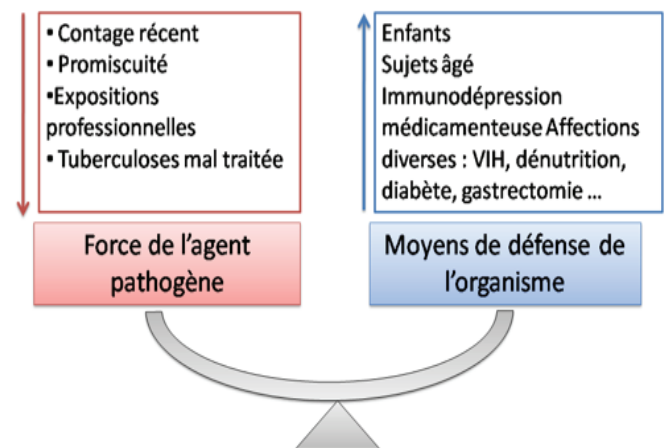 ▪ Contage récent
▪ Promiscuité
▪Expositions
professionnelles
▪ Tuberculoses mal traitée
Force de l'agent
pathogène
Enfants
Sujets âgé
Immunodépression
médicamenteuse Affections
diverses : VIH, dénutrition,
diabète, gastrectomie ...
Moyens de défense de
l'organisme